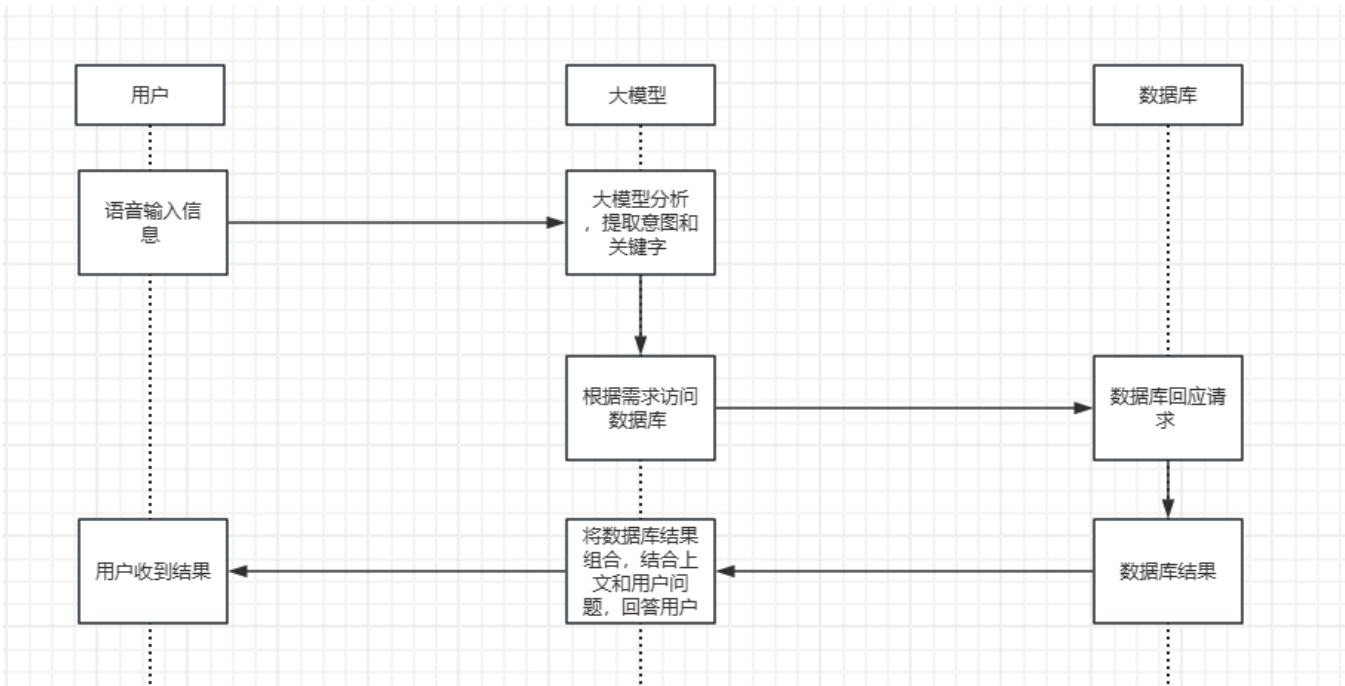 用户
大模型
数据库
语音输入信
息
大模型分析
，提取意图和
关键字
根据需求访问
数据库
数据库回应请
求
用户收到结果
将数据库结果
组合，结合上
文和用户问
题，回答用户
数据库结果